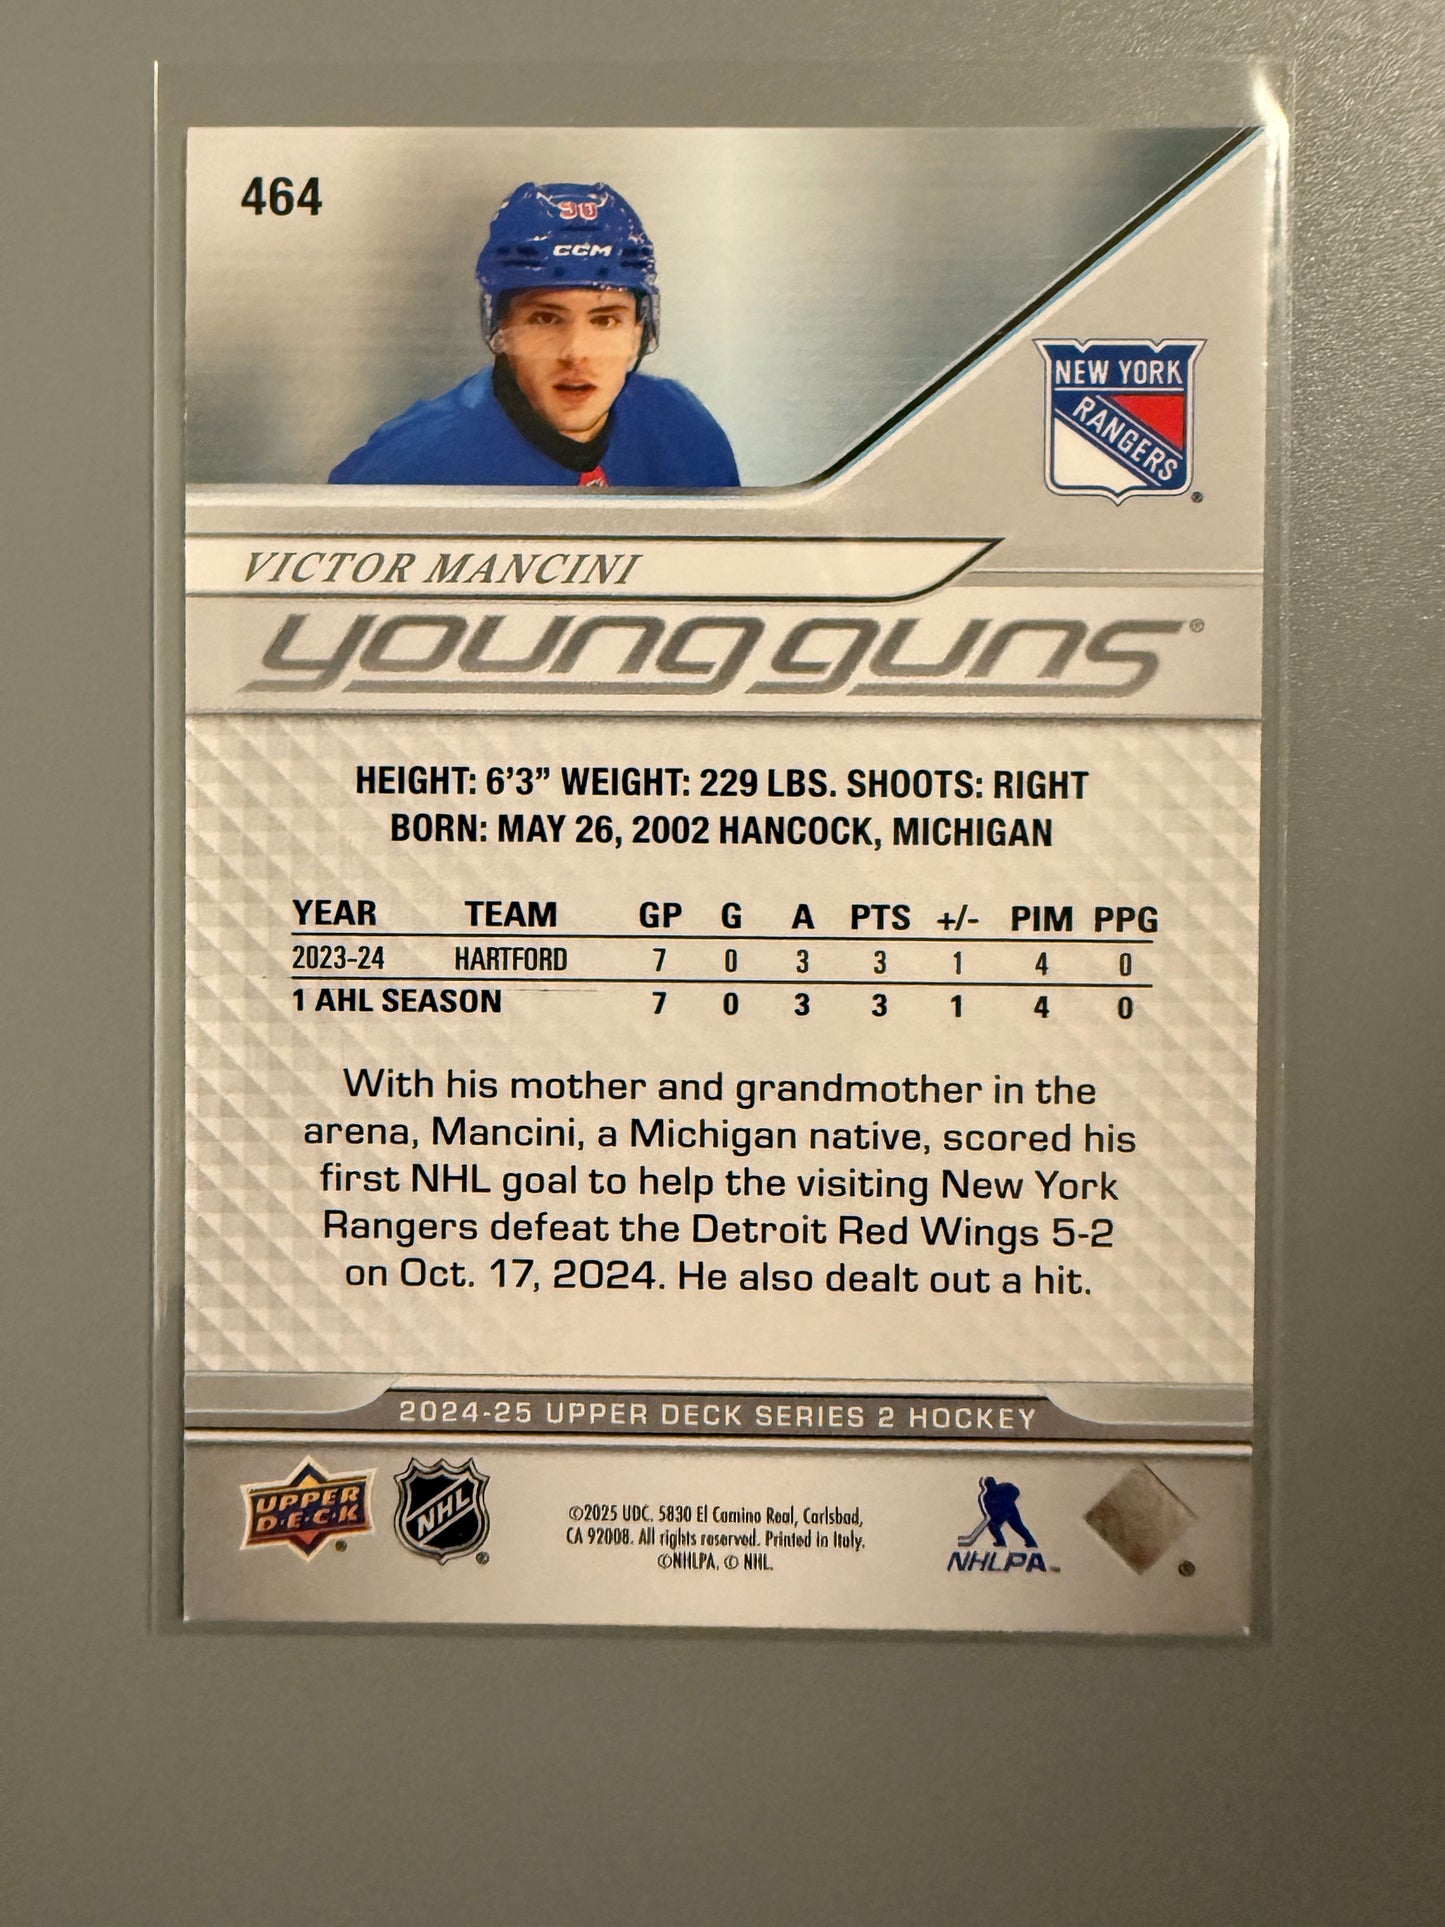 464
90
CCM
NEW YORK
RANGERS
VICTOR MANCINI
young guns®
HEIGHT: 6'3” WEIGHT: 229 LBS. SHOOTS: RIGHT
BORN: MAY 26, 2002 HANCOCK, MICHIGAN
YEAR TEAM GP G A PTS +/- PIM PPG
2023-24 HARTFORD 7 0 3 3 1 4 0
1 AHL SEASON 7 0 3 3 1 4 0
With his mother and grandmother in the
arena, Mancini, a Michigan native, scored his
first NHL goal to help the visiting New York
Rangers defeat the Detroit Red Wings 5-2
on Oct. 17, 2024. He also dealt out a hit.
2024-25 UPPER DECK SERIES 2 HOCKEY
UPPER
D·E·C·K
NHL
©2025 UDC. 5830 El Camino Real, Carlsbad,
CA 92008. All rights reserved. Printed in Italy.
©NHLPA, © NHL.
NHLPA